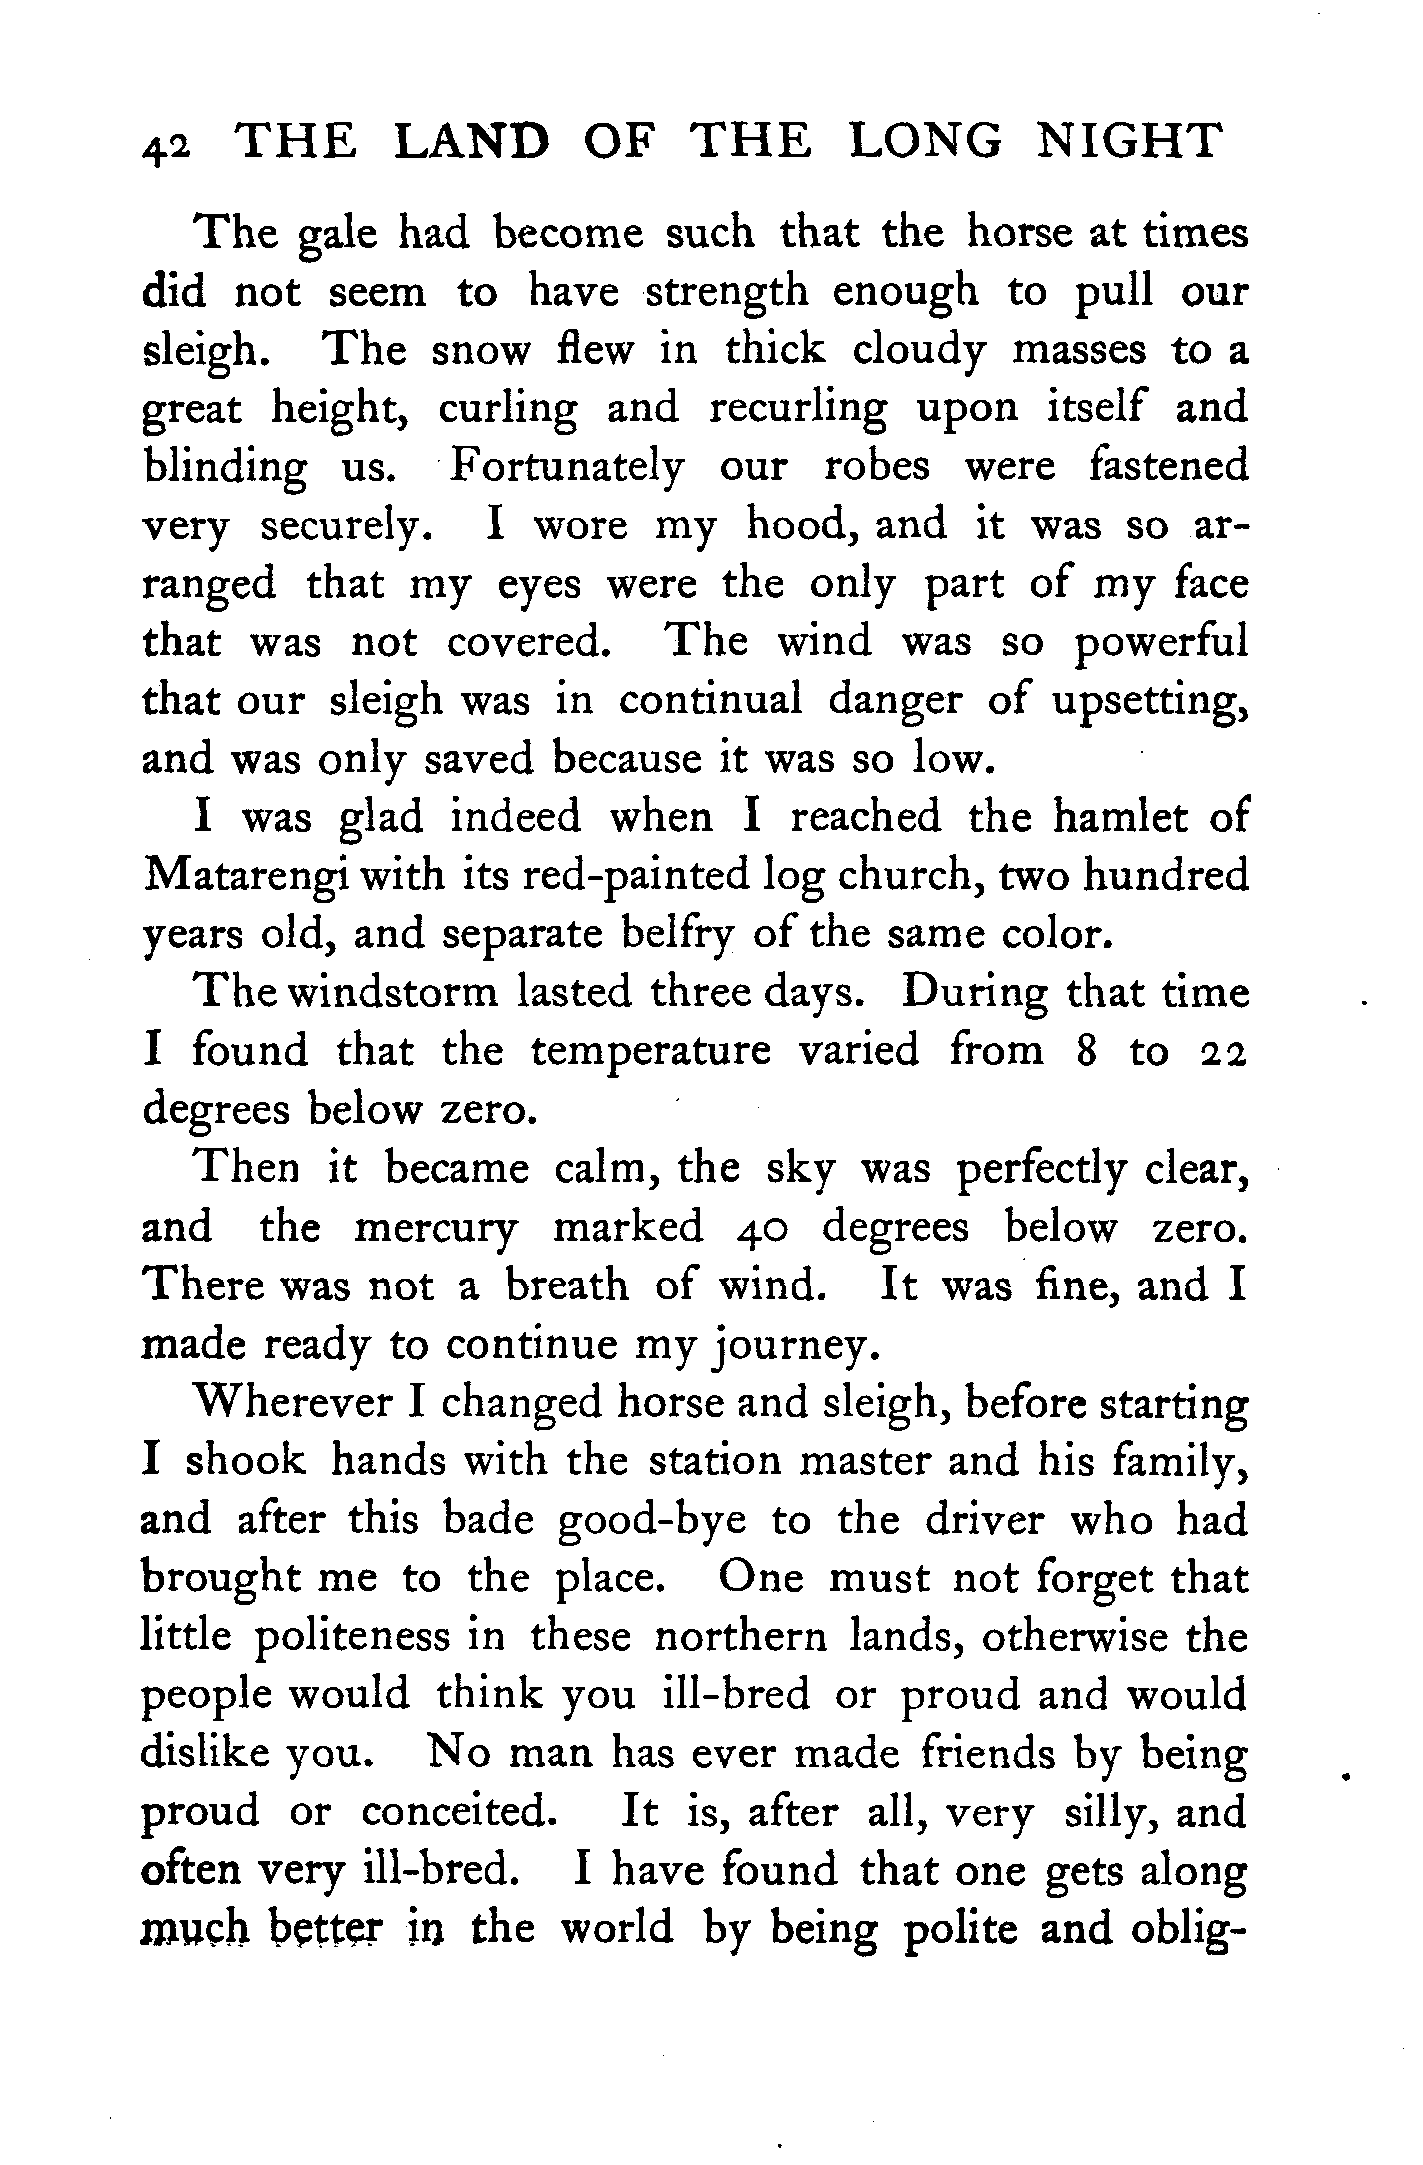 42 THE LAND OF THE LONG NIGHT
The gale had become such that the horse at times
did not seem to have strength enough to pull our
sleigh. The snow flew in thick cloudy masses to a
great height, curling and recurling upon itself and
blinding us. Fortunately our robes were fastened
very securely. I wore my hood, and it was so ar-
ranged that my eyes were the only part of my face
that was not covered. The wind was so powerful
that our sleigh was in continual danger of upsetting,
and was only saved because it was so low.
I was glad indeed when I reached the hamlet of
Matarengi with its red-painted log church, two hundred
years old, and separate belfry of the same color.
The windstorm lasted three days. During that time
I found that the temperature varied from 8 to 22
degrees below zero.
Then it became calm, the sky was perfectly clear,
and the mercury marked 40 degrees below zero.
There was not a breath of wind. It was fine, and I
made ready to continue my journey.
Wherever I changed horse and sleigh, before starting
I shook hands with the station master and his family,
and after this bade good-bye to the driver who had
brought me to the place. One must not forget that
little politeness in these northern lands, otherwise the
people would think you ill-bred or proud and would
dislike you. No man has ever made friends by being
proud or conceited. It is, after all, very silly, and
often very ill-bred. I have found that one gets along
much better in the world by being polite and oblig-